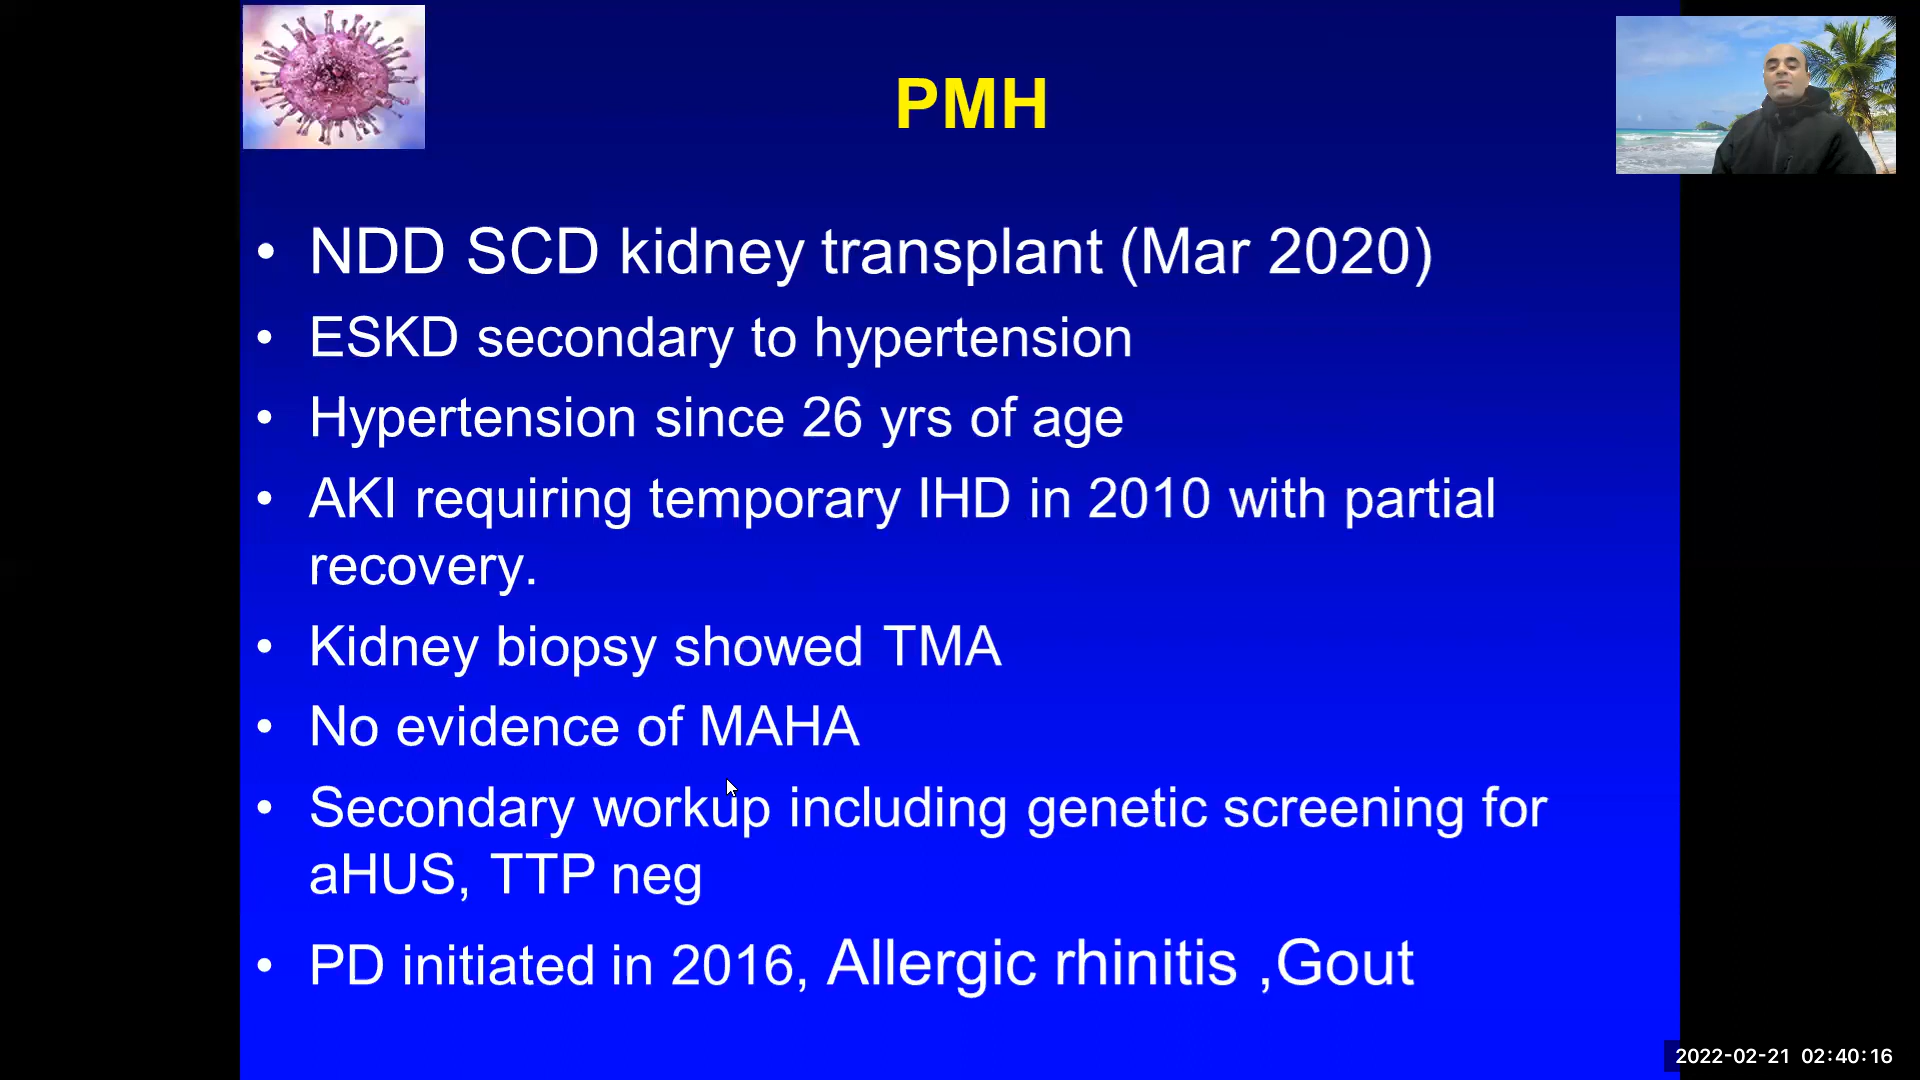 PMH
• NDD SCD kidney transplant (Mar 2020)
• ESKD secondary to hypertension
• Hypertension since 26 yrs of age
• AKI requiring temporary IHD in 2010 with partial
recovery.
• Kidney biopsy showed TMA
• No evidence of MAHA
• Secondary workup including genetic screening for
aHUS, TTP neg
• PD initiated in 2016, Allergic rhinitis ,Gout
2022-02-21 02:40:16